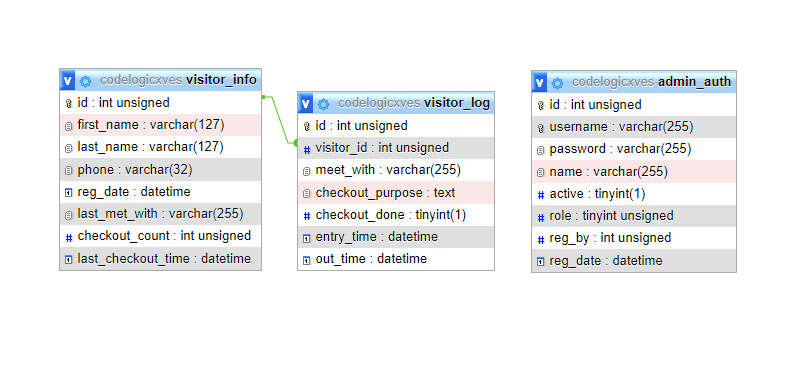 v codelogicxves visitor_info
id : int unsigned
first_name : varchar(127)
last_name : varchar(127)
phone : varchar(32)
reg_date : datetime
last_met_with : varchar(255)
# checkout_count : int unsigned
last_checkout_time : datetime
v codelogicxves visitor_log
id : int unsigned
# visitor_id : int unsigned
meet_with : varchar(255)
checkout_purpose : text
# checkout_done : tinyint(1)
entry_time : datetime
out_time : datetime
v codelogicxves admin_auth
id : int unsigned
username : varchar(255)
password : varchar(255)
name : varchar(255)
# active : tinyint(1)
# role : tinyint unsigned
# reg_by : int unsigned
reg_date : datetime